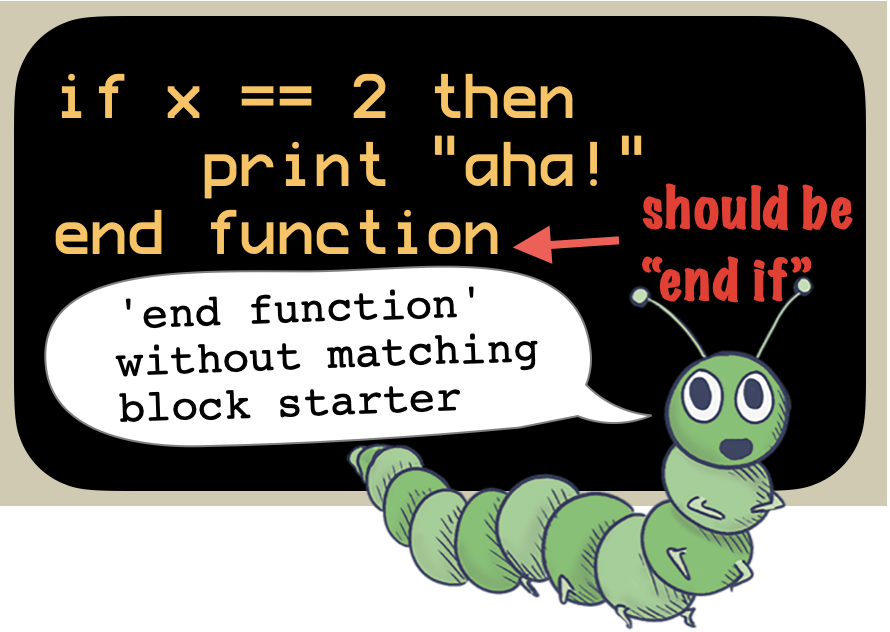 if x == 2 then
print "aha!"
end function
should be
“end if”
'end function'
without matching
block starter